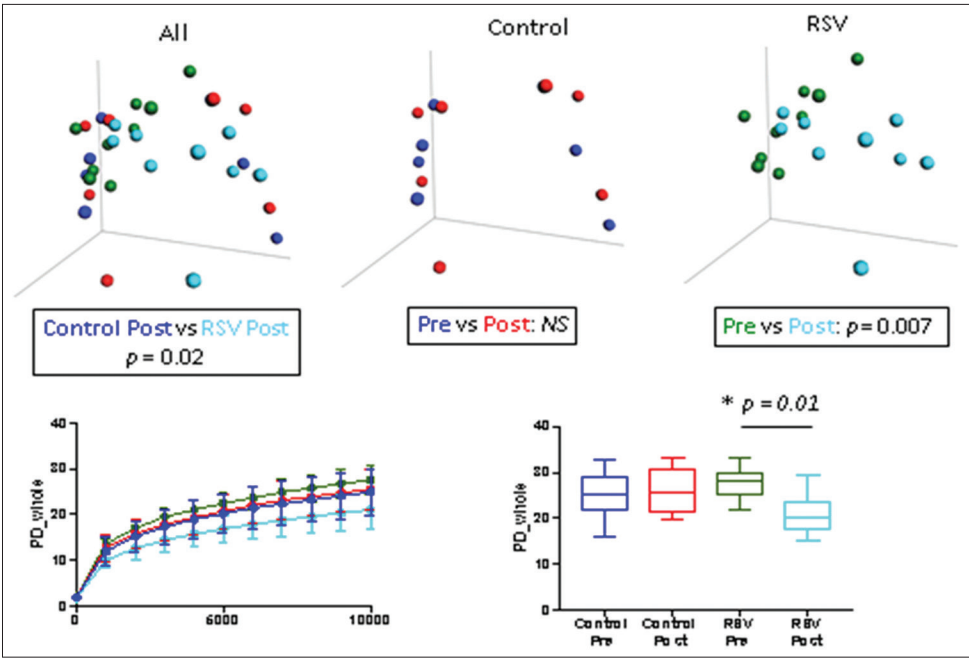 All
Control
RSV
Control Post vs RSV Post
p = 0.02
Pre vs Post: NS
Pre vs Post: p = 0.007
40
30
20
10
0
PD_whole
0
5000
10000
* p = 0.01
40
30
20
10
0
PD_whole
Control
Pre
Control
Post
RSV
Pre
RSV
Post